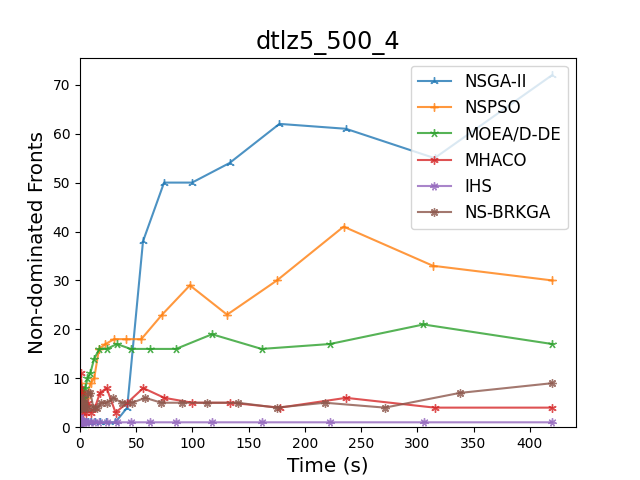 dtlz5_500_4
Non-dominated Fronts
70
60
50
40
30
20
10
0
NSGA-II
NSPSO
MOEA/D-DE
MHACO
IHS
NS-BRKGA
0 50 100 150 200 250 300 350 400
Time (s)